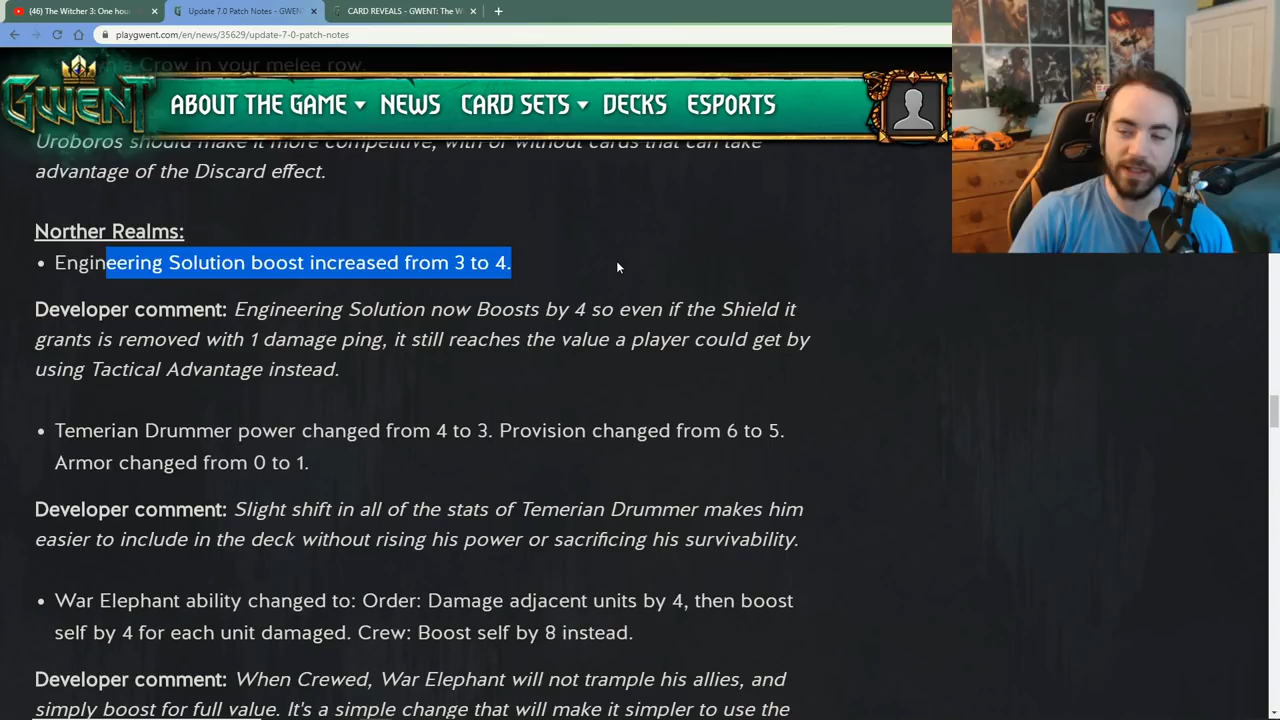 (46) The Witcher 3: One hou
Update 7.0 Patch Notes - GWEN
CARD REVEALS - GWENT: The W
playgwent.com/en/news/35629/update-7-0-patch-notes
a Crow in your melee row.
GWENT
ABOUT THE GAME NEWS CARD SETS DECKS ESPORTS
Uroboros should make it more competitive, with or without cards that can take
advantage of the Discard effect.
Norther Realms:
• Engineering Solution boost increased from 3 to 4.
Developer comment: Engineering Solution now Boosts by 4 so even if the Shield it
grants is removed with 1 damage ping, it still reaches the value a player could get by
using Tactical Advantage instead.
• Temerian Drummer power changed from 4 to 3. Provision changed from 6 to 5.
Armor changed from 0 to 1.
Developer comment: Slight shift in all of the stats of Temerian Drummer makes him
easier to include in the deck without rising his power or sacrificing his survivability.
• War Elephant ability changed to: Order: Damage adjacent units by 4, then boost
self by 4 for each unit damaged. Crew: Boost self by 8 instead.
Developer comment: When Crewed, War Elephant will not trample his allies, and
simply boost for full value. It's a simple change that will make it simpler to use the